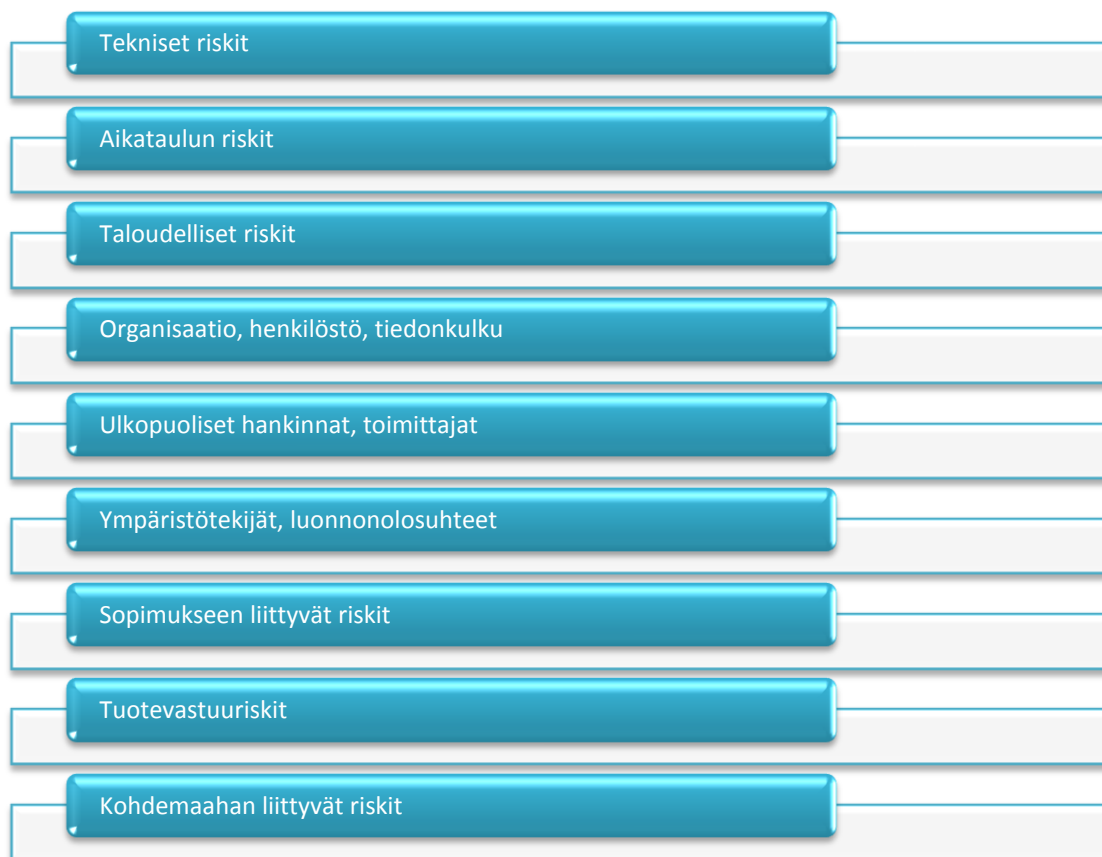 Tekniset riskit
Aikataulun riskit
Taloudelliset riskit
Organisaatio, henkilöstö, tiedonkulku
Ulkopuoliset hankinnat, toimittajat
Ympäristötekijät, luonnonolosuhteet
Sopimukseen liittyvät riskit
Tuotevastuuriskit
Kohdemaahan liittyvät riskit